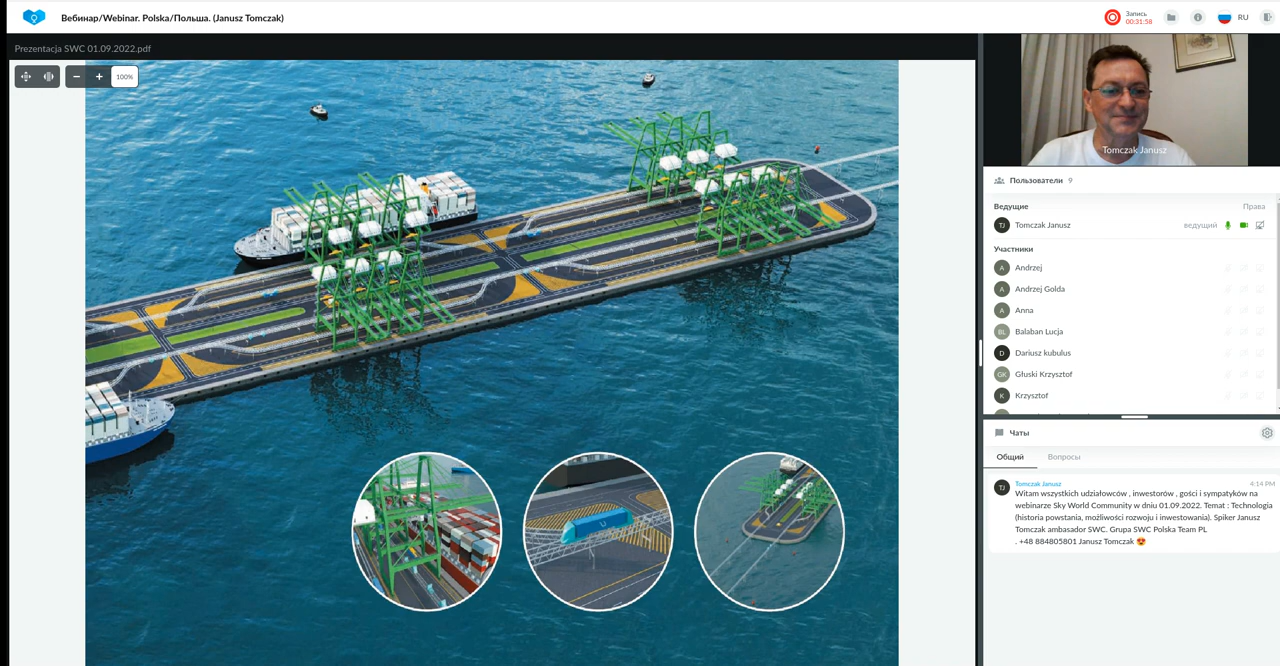 Вебинар/Webinar. Polska/Польша. (Janusz Tomczak)
Запись
00:31:58
RU
Prezentacja SWC 01.09.2022.pdf
100%
Tomczak Janusz
Пользователи 9
Ведущие Права
TJ Tomczak Janusz ведущий
Участники
A Andrzej
A Andrzej Golda
A Anna
BL Balaban Lucja
D Dariusz kubulus
GK Głuski Krzysztof
K Krzysztof
Чаты
Общий Вопросы
TJ Tomczak Janusz 4:14 PM
Witam wszystkich udziałowców , inwestorów , gości i sympatyków na
webinarze Sky World Community w dniu 01.09.2022. Temat : Technologia
(historia powstania, możliwości rozwoju i inwestowania). Spiker Janusz
Tomczak ambasador SWC. Grupa SWC Polska Team PL
. +48 884805801 Janusz Tomczak 😍